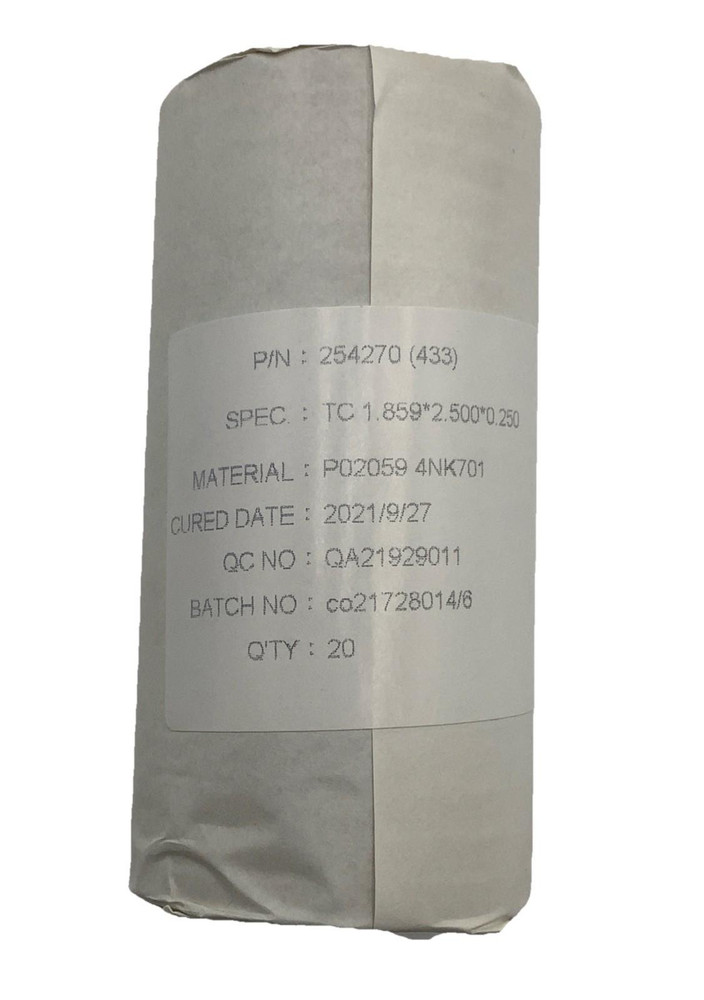 P/N : 254270 (433)
SPEC. : TC 1.859*2.500*0.250
MATERIAL : P02059 4NK701
CURED DATE : 2021/9/27
QC NO : QA21929011
BATCH NO : co21728014/6
Q'TY : 20